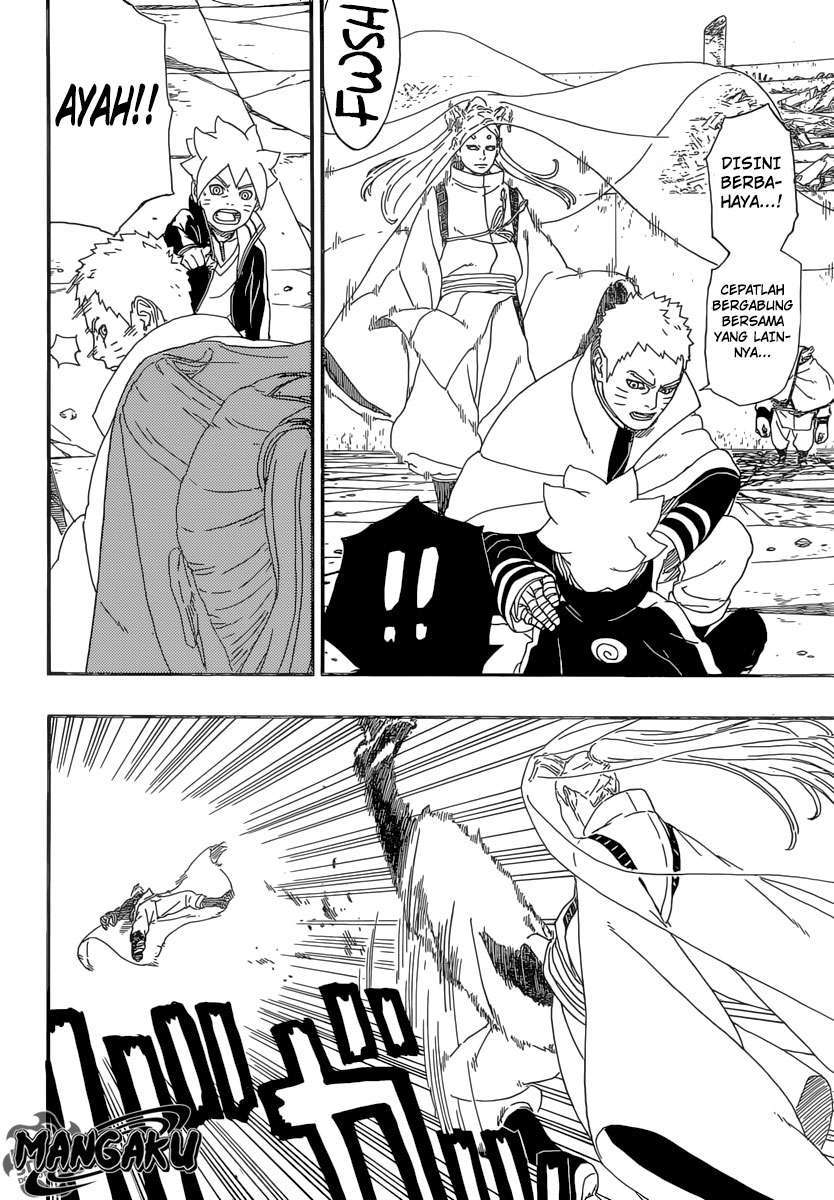 DISINI
BERBA-
HAYA...!
CEPATLAH
BERGABUNG
BERSAMA
YANG LAIN-
NYA...
FWSH
!!
AYAH!!
MANGAKU